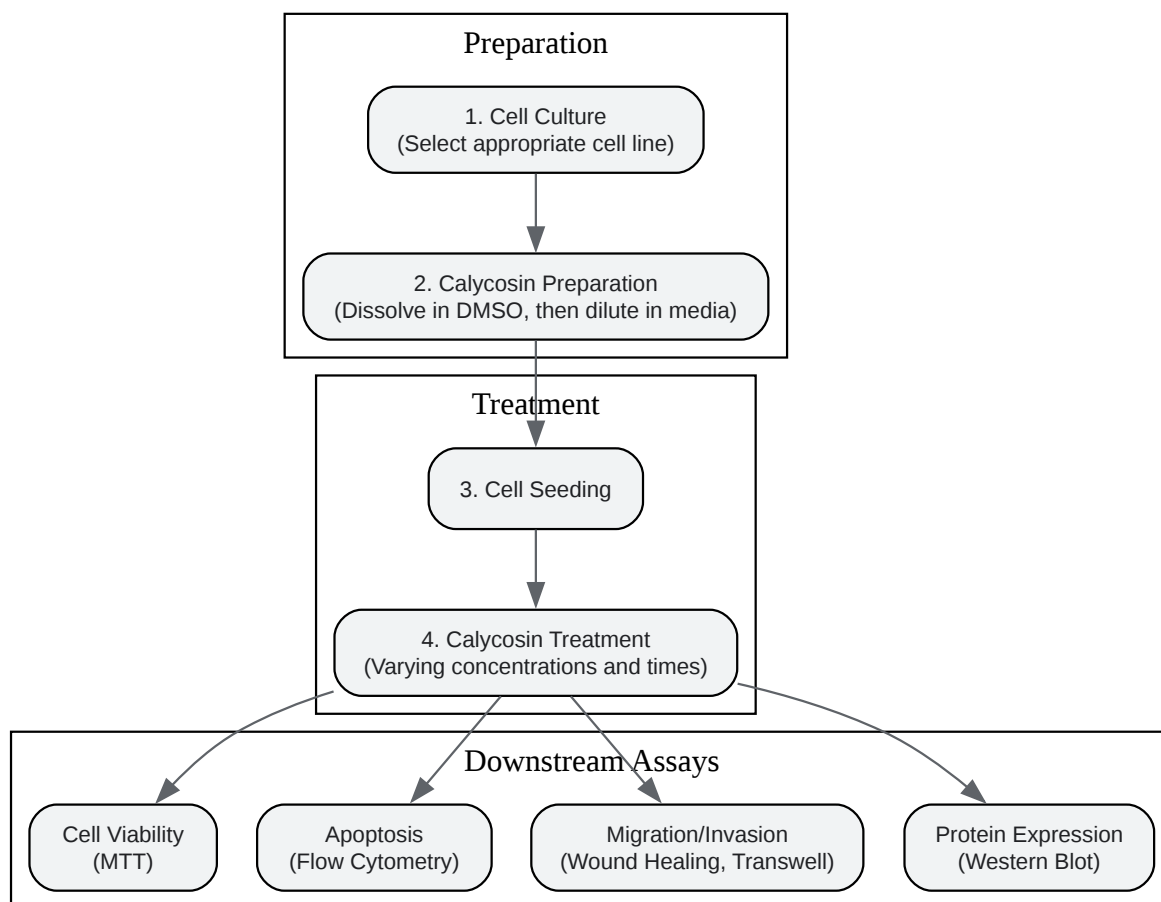 Preparation
1. Cell Culture
(Select appropriate cell line)
2. Calycosin Preparation
(Dissolve in DMSO, then dilute in media)
Treatment
3. Cell Seeding
4. Calycosin Treatment
(Varying concentrations and times)
Downstream Assays
Cell Viability
(MTT)
Apoptosis
(Flow Cytometry)
Migration/Invasion
(Wound Healing, Transwell)
Protein Expression
(Western Blot)